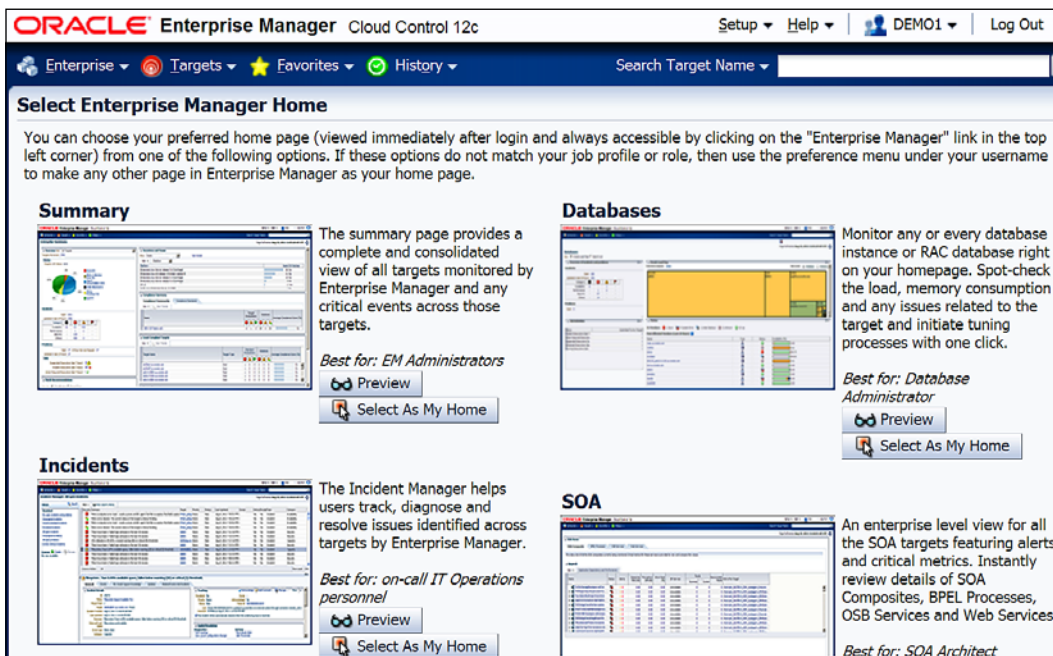 ORACLE Enterprise Manager Cloud Control 12c
Setup Help DEMO1 Log Out
Enterprise Targets Favorites History Search Target Name
Select Enterprise Manager Home
You can choose your preferred home page (viewed immediately after login and always accessible by clicking on the "Enterprise Manager" link in the top
left corner) from one of the following options. If these options do not match your job profile or role, then use the preference menu under your username
to make any other page in Enterprise Manager as your home page.
Summary
The summary page provides a
complete and consolidated
view of all targets monitored by
Enterprise Manager and any
critical events across those
targets.
Best for: EM Administrators
Preview
Select As My Home
Databases
Monitor any or every database
instance or RAC database right
on your homepage. Spot-check
the load, memory consumption
and any issues related to the
target and initiate tuning
processes with one click.
Best for: Database
Administrator
Preview
Select As My Home
Incidents
The Incident Manager helps
users track, diagnose and
resolve issues identified across
targets by Enterprise Manager.
Best for: on-call IT Operations
personnel
Preview
Select As My Home
SOA
An enterprise level view for all
the SOA targets featuring alerts
and critical metrics. Instantly
review details of SOA
Composites, BPEL Processes,
OSB Services and Web Services
Best for: SOA Architect